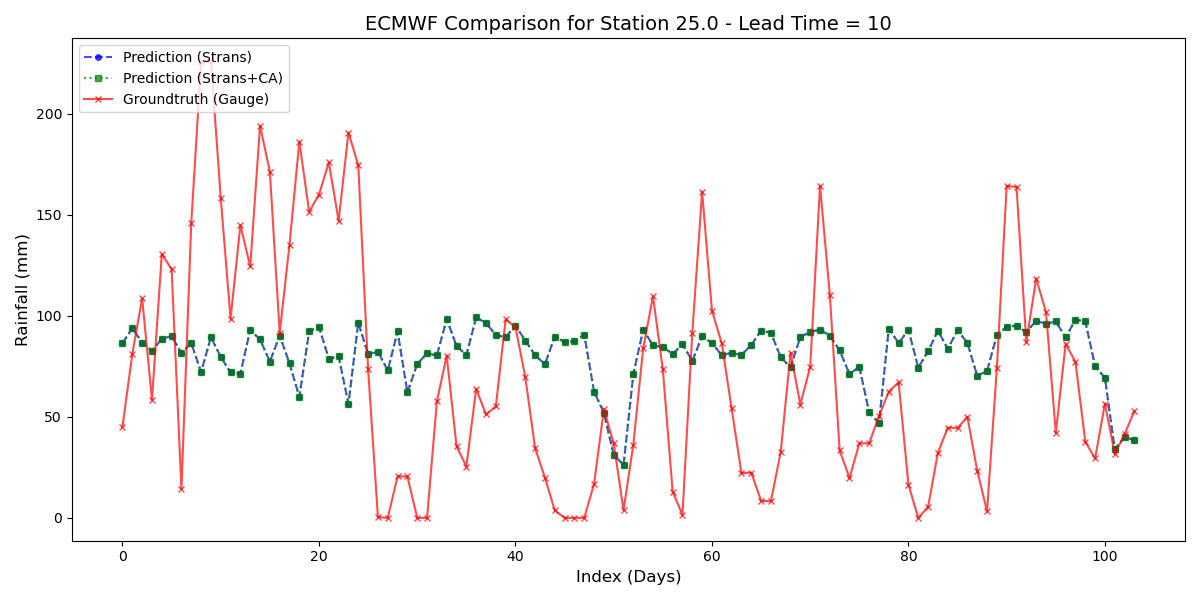 ECMWF Comparison for Station 25.0 - Lead Time = 10
Prediction (Strans)
Prediction (Strans+CA)
Groundtruth (Gauge)
Rainfall (mm)
200
150
100
50
0
0 20 40 60 80 100
Index (Days)